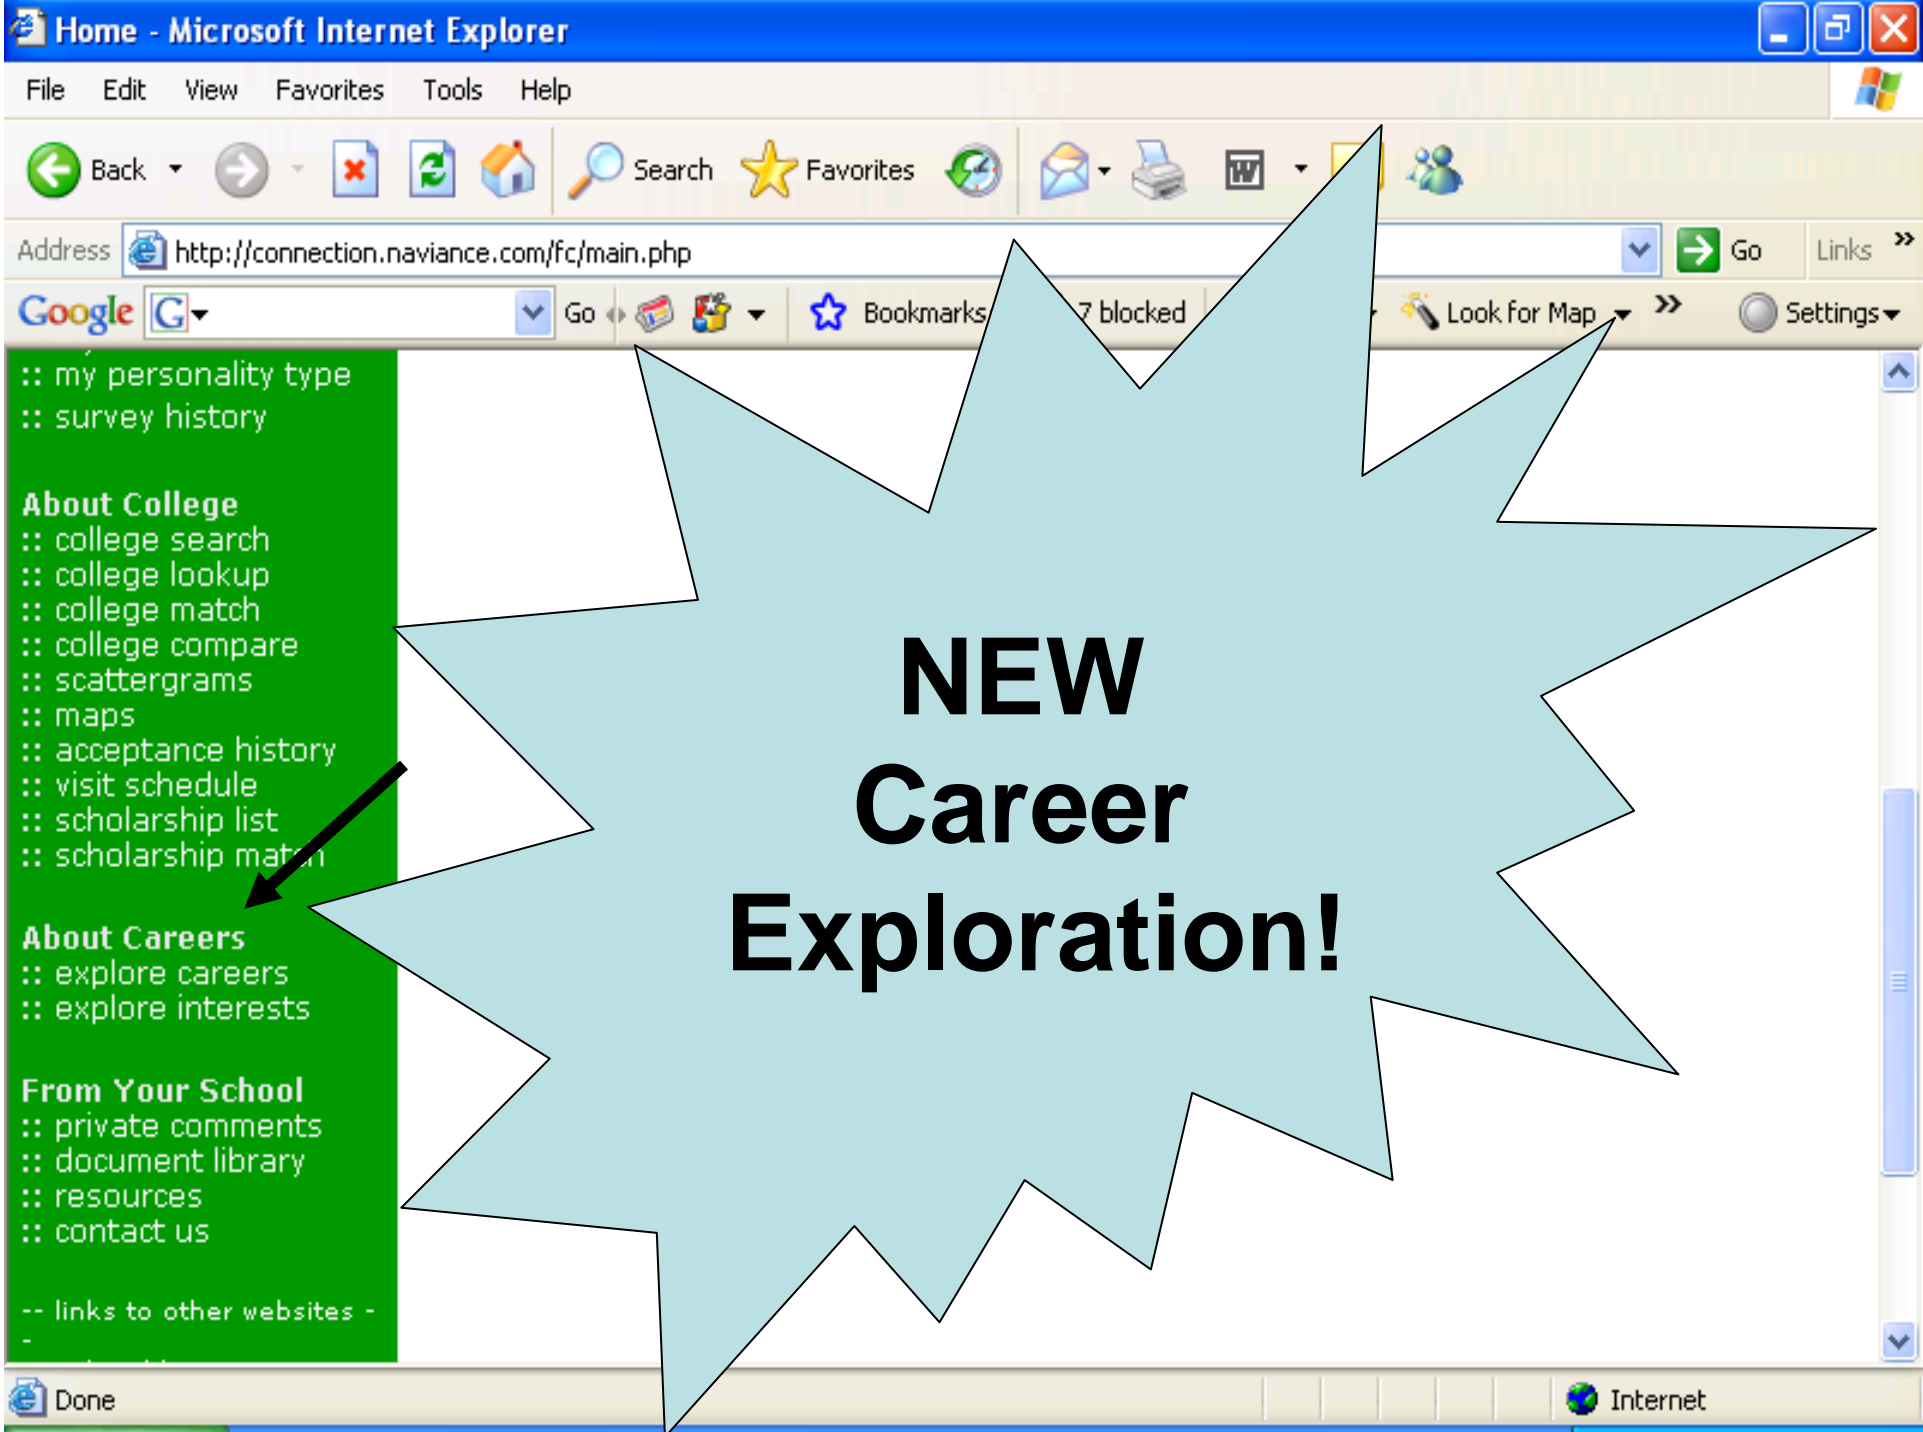 Home - Microsoft Internet Explorer
File Edit View Favorites Tools Help
Back Search Favorites
Address http://connection.naviance.com/fc/main.php Go Links »
Google G Go Bookmarks 7 blocked Look for Map » Settings
:: my personality type
:: survey history
About College
:: college search
:: college lookup
:: college match
:: college compare
:: scattergrams
:: maps
:: acceptance history
:: visit schedule
:: scholarship list
:: scholarship match
About Careers
:: explore careers
:: explore interests
From Your School
:: private comments
:: document library
:: resources
:: contact us
-- links to other websites -
-
NEW
Career
Exploration!
Done Internet